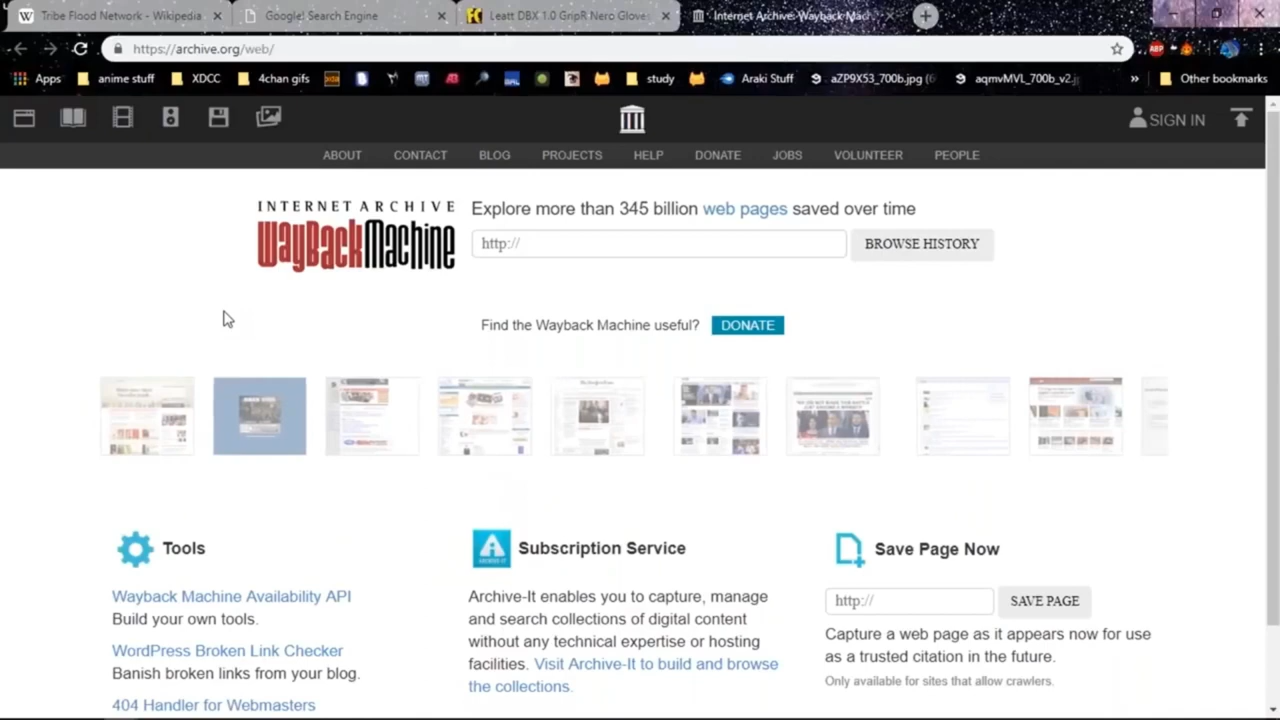 Tribe Flood Network - Wikipedia
Google! Search Engine
Leatt DBX 1.0 GripR Nero Gloves
Internet Archive: Wayback Mach
https://archive.org/web/
ABP
Apps
anime stuff
XDCC
4chan gifs
study
Araki Stuff
aZP9X53_700b.jpg (6
aqmvMVL_700b_v2.j
»
Other bookmarks
SIGN IN
ABOUT
CONTACT
BLOG
PROJECTS
HELP
DONATE
JOBS
VOLUNTEER
PEOPLE
INTERNET ARCHIVE
WayBackMachine
Explore more than 345 billion web pages saved over time
http://
BROWSE HISTORY
Find the Wayback Machine useful?
DONATE
Tools
Wayback Machine Availability API
Build your own tools.
WordPress Broken Link Checker
Banish broken links from your blog.
404 Handler for Webmasters
Subscription Service
Archive-It enables you to capture, manage
and search collections of digital content
without any technical expertise or hosting
facilities. Visit Archive-It to build and browse
the collections.
Save Page Now
http://
SAVE PAGE
Capture a web page as it appears now for use
as a trusted citation in the future.
Only available for sites that allow crawlers.